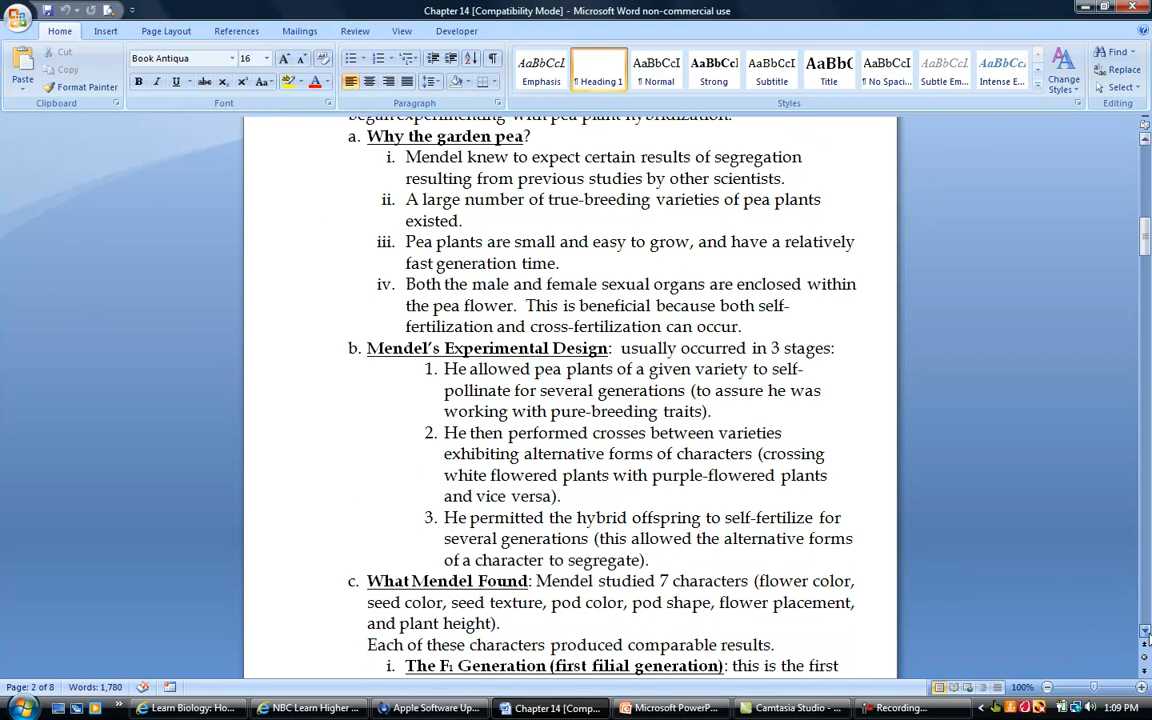 Chapter 14 [Compatibility Mode] - Microsoft Word non-commercial use
Home Insert Page Layout References Mailings Review View Developer
Paste
Cut
Copy
Format Painter
Clipboard
Book Antiqua 16
Font
Paragraph
AaBbCcI AaBbCcI AaBbCcl AaBbCcI AaBbC AaBbCcI AaBbCcI AaBbCcI
Emphasis ¶ Heading 1 ¶ Normal Strong Subtitle Title ¶ No Spaci... Subtle Em... Intense E...
Change Styles
Styles
Find
Replace
Select
Editing
began experimenting with pea plant hybridization.
a. Why the garden pea?
i. Mendel knew to expect certain results of segregation
resulting from previous studies by other scientists.
ii. A large number of true-breeding varieties of pea plants
existed.
iii. Pea plants are small and easy to grow, and have a relatively
fast generation time.
iv. Both the male and female sexual organs are enclosed within
the pea flower. This is beneficial because both self-
fertilization and cross-fertilization can occur.
b. Mendel's Experimental Design: usually occurred in 3 stages:
1. He allowed pea plants of a given variety to self-
pollinate for several generations (to assure he was
working with pure-breeding traits).
2. He then performed crosses between varieties
exhibiting alternative forms of characters (crossing
white flowered plants with purple-flowered plants
and vice versa).
3. He permitted the hybrid offspring to self-fertilize for
several generations (this allowed the alternative forms
of a character to segregate).
c. What Mendel Found: Mendel studied 7 characters (flower color,
seed color, seed texture, pod color, pod shape, flower placement,
and plant height).
Each of these characters produced comparable results.
i. The F₁ Generation (first filial generation): this is the first
Page: 2 of 8 Words: 1,780 100%
Learn Biology: Ho... NBC Learn Higher ... Apple Software Up... Chapter 14 [Comp... Microsoft PowerP... Camtasia Studio - ... Recording... 1:09 PM